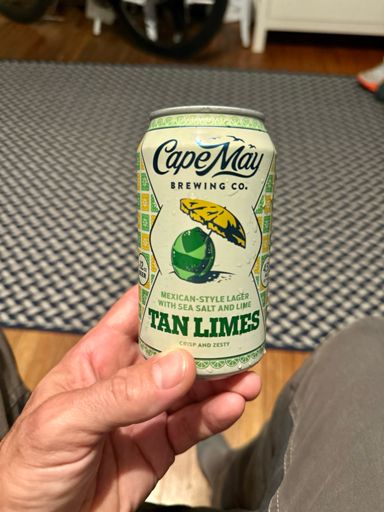 Cape May
BREWING CO.
MEXICAN-STYLE LAGER
WITH SEA SALT AND LIME
TAN LIMES
CRISP AND ZESTY